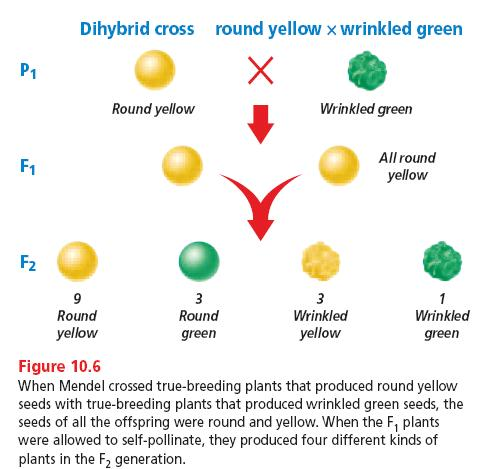 Dihybrid cross round yellow x wrinkled green
P1
Round yellow
Wrinkled green
F1
All round
yellow
F2
9
Round
yellow
3
Round
green
3
Wrinkled
yellow
1
Wrinkled
green
Figure 10.6
When Mendel crossed true-breeding plants that produced round yellow
seeds with true-breeding plants that produced wrinkled green seeds, the
seeds of all the offspring were round and yellow. When the F1 plants
were allowed to self-pollinate, they produced four different kinds of
plants in the F2 generation.